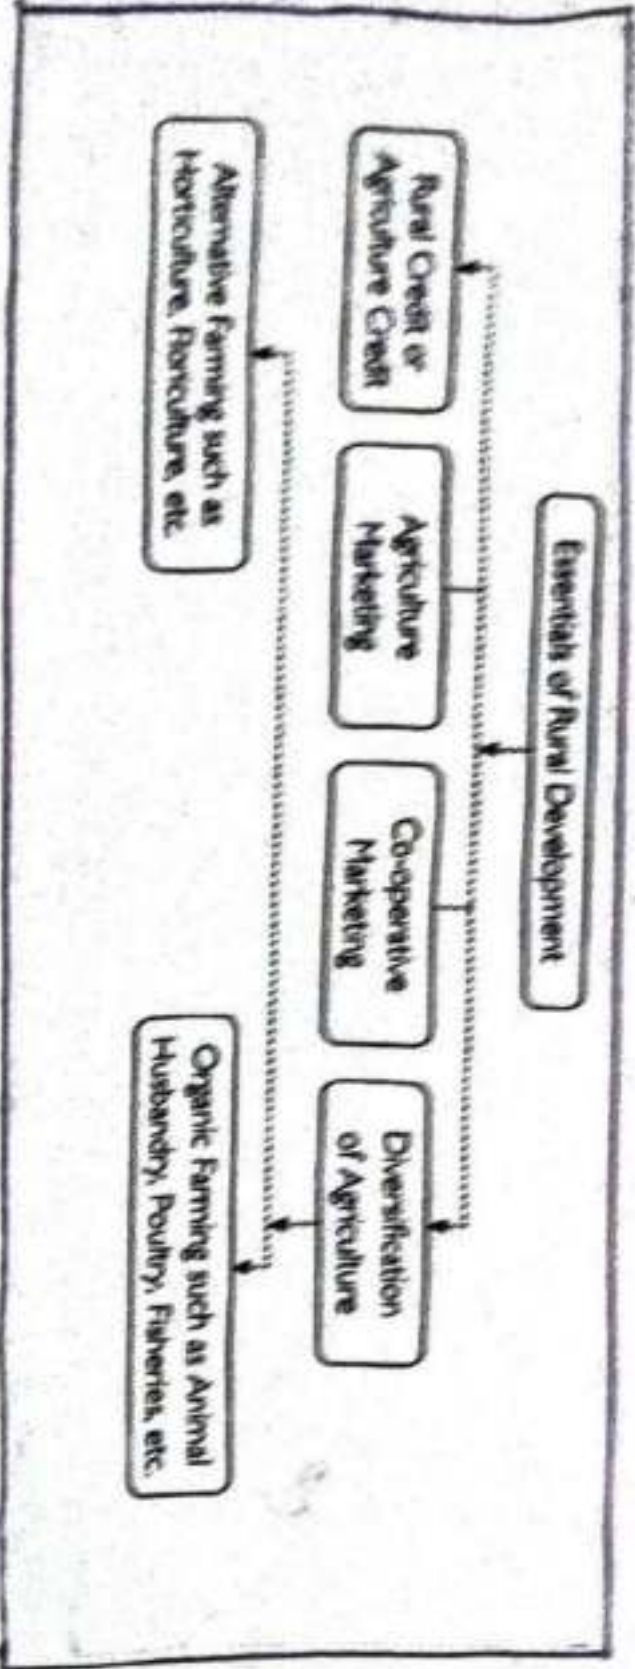 Essentials of Rural Development
Rural Credit or
Agriculture Credit
Agriculture
Marketing
Co-operative
Marketing
Diversification
of Agriculture
Alternative Farming such as
Horticulture, Floriculture, etc.
Organic Farming such as Animal
Husbandry, Poultry, Fisheries, etc.